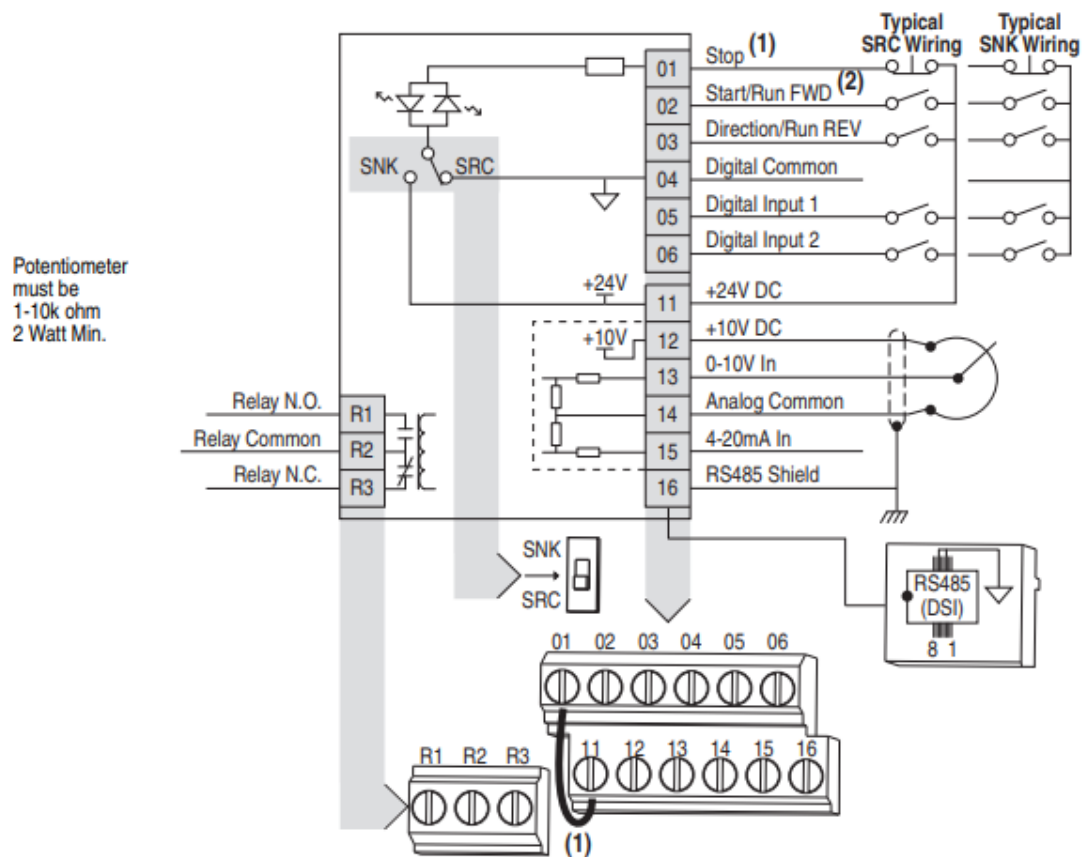 Typical Typical
SRC Wiring SNK Wiring
01 Stop (1)
02 Start/Run FWD (2)
03 Direction/Run REV
SNK SRC
04 Digital Common
05 Digital Input 1
06 Digital Input 2
Potentiometer
must be
1-10k ohm
2 Watt Min.
+24V 11 +24V DC
+10V 12 +10V DC
13 0-10V In
14 Analog Common
15 4-20mA In
16 RS485 Shield
Relay N.O. R1
Relay Common R2
Relay N.C. R3
SNK
SRC
RS485
(DSI)
8 1
01 02 03 04 05 06
11 12 13 14 15 16
R1 R2 R3
(1)